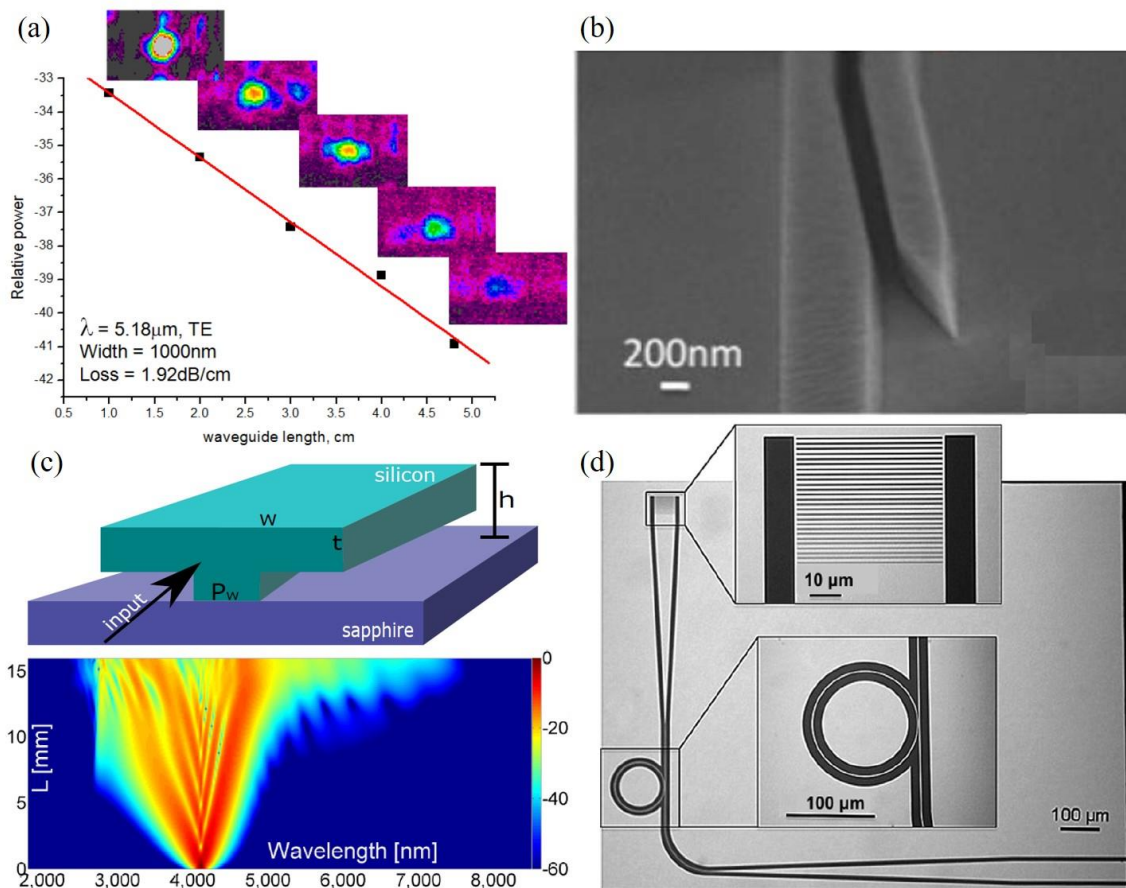 (a)
-33
-34
-35
-36
-37
-38
-39
-40
-41
-42
Relative power
λ = 5.18μm, TE
Width = 1000nm
Loss = 1.92dB/cm
0.5 1.0 1.5 2.0 2.5 3.0 3.5 4.0 4.5 5.0
waveguide length, cm
(b)
200nm
(c)
silicon
h
w
t
Pw
input
sapphire
15
10
5
0
L [mm]
0
-20
-40
-60
Wavelength [nm]
2,000 3,000 4,000 5,000 6,000 7,000 8,000
(d)
10 μm
100 μm
100 μm